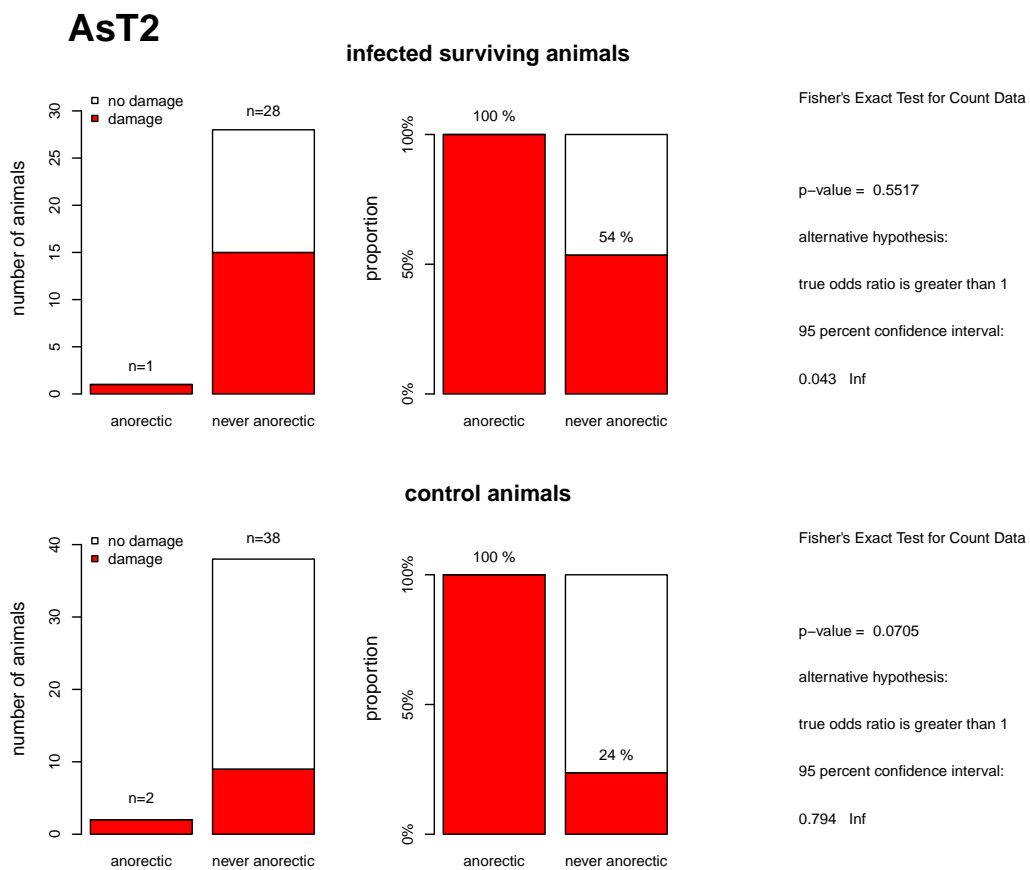 AsT2
infected surviving animals
no damage
damage
n=28
n=1
number of animals
0
5
10
15
20
25
30
anorectic
never anorectic
100 %
54 %
proportion
0%
50%
100%
anorectic
never anorectic
Fisher's Exact Test for Count Data
p−value = 0.5517
alternative hypothesis:
true odds ratio is greater than 1
95 percent confidence interval:
0.043 Inf
control animals
no damage
damage
n=38
n=2
number of animals
0
10
20
30
40
anorectic
never anorectic
100 %
24 %
proportion
0%
50%
100%
anorectic
never anorectic
Fisher's Exact Test for Count Data
p−value = 0.0705
alternative hypothesis:
true odds ratio is greater than 1
95 percent confidence interval:
0.794 Inf